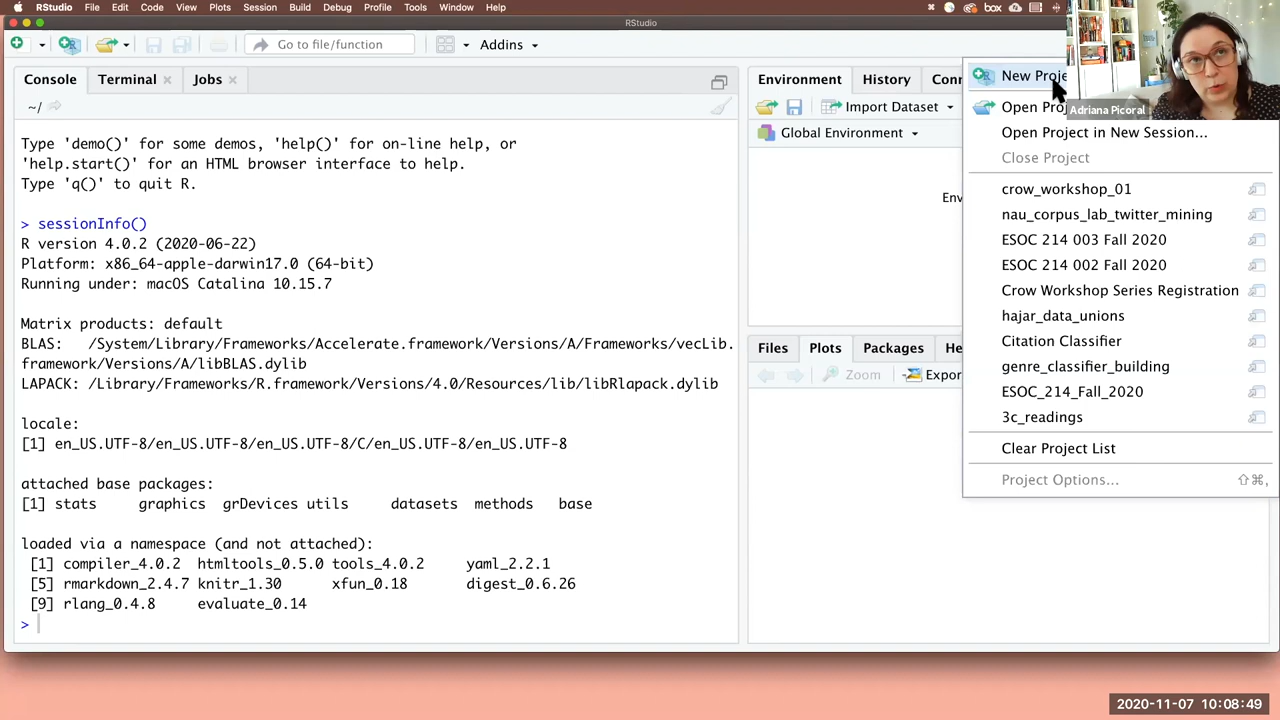 RStudio File Edit Code View Plots Session Build Debug Profile Tools Window Help
box
RStudio
Go to file/function
Addins
Console Terminal Jobs
~/
Type 'demo()' for some demos, 'help()' for on-line help, or
'help.start()' for an HTML browser interface to help.
Type 'q()' to quit R.
> sessionInfo()
R version 4.0.2 (2020-06-22)
Platform: x86_64-apple-darwin17.0 (64-bit)
Running under: macOS Catalina 10.15.7
Matrix products: default
BLAS:   /System/Library/Frameworks/Accelerate.framework/Versions/A/Frameworks/vecLib.
framework/Versions/A/libBLAS.dylib
LAPACK: /Library/Frameworks/R.framework/Versions/4.0/Resources/lib/libRlapack.dylib
locale:
[1] en_US.UTF-8/en_US.UTF-8/en_US.UTF-8/C/en_US.UTF-8/en_US.UTF-8
attached base packages:
[1] stats     graphics  grDevices utils     datasets  methods   base
loaded via a namespace (and not attached):
[1] compiler_4.0.2  htmltools_0.5.0 tools_4.0.2     yaml_2.2.1
[5] rmarkdown_2.4.7 knitr_1.30      xfun_0.18       digest_0.6.26
[9] rlang_0.4.8     evaluate_0.14
>
Environment History Conn
Import Dataset
Global Environment
Env
Files Plots Packages He
Zoom Expor
New Proje
Open Proj
Open Project in New Session...
Close Project
crow_workshop_01
nau_corpus_lab_twitter_mining
ESOC 214 003 Fall 2020
ESOC 214 002 Fall 2020
Crow Workshop Series Registration
hajar_data_unions
Citation Classifier
genre_classifier_building
ESOC_214_Fall_2020
3c_readings
Clear Project List
Project Options... ⇧⌘,
Adriana Picoral
2020-11-07 10:08:49